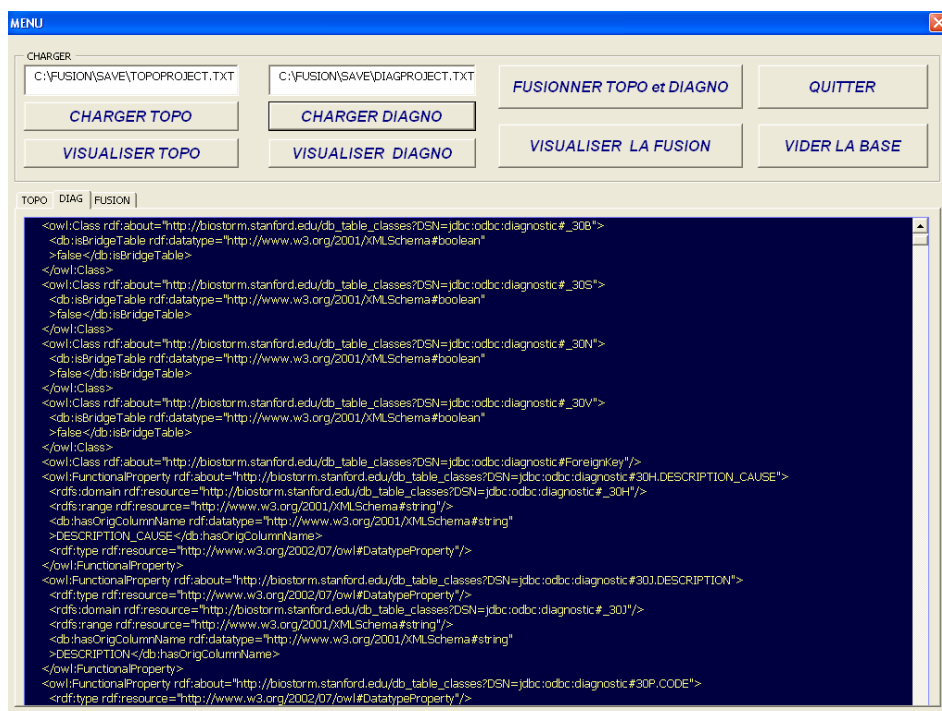 MENU
CHARGER
C:\FUSION\SAVE\TOPOPROJECT.TXT
C:\FUSION\SAVE\DIAGPROJECT.TXT
FUSIONNER TOPO et DIAGNO
QUITTER
CHARGER TOPO
CHARGER DIAGNO
VISUALISER TOPO
VISUALISER DIAGNO
VISUALISER LA FUSION
VIDER LA BASE
TOPO DIAG FUSION
<owl:Class rdf:about="http://biostorm.stanford.edu/db_table_classes?DSN=jdbc:odbc:diagnostic#_30B">
<db:isBridgeTable rdf:datatype="http://www.w3.org/2001/XMLSchema#boolean"
>false</db:isBridgeTable>
</owl:Class>
<owl:Class rdf:about="http://biostorm.stanford.edu/db_table_classes?DSN=jdbc:odbc:diagnostic#_30S">
<db:isBridgeTable rdf:datatype="http://www.w3.org/2001/XMLSchema#boolean"
>false</db:isBridgeTable>
</owl:Class>
<owl:Class rdf:about="http://biostorm.stanford.edu/db_table_classes?DSN=jdbc:odbc:diagnostic#_30N">
<db:isBridgeTable rdf:datatype="http://www.w3.org/2001/XMLSchema#boolean"
>false</db:isBridgeTable>
</owl:Class>
<owl:Class rdf:about="http://biostorm.stanford.edu/db_table_classes?DSN=jdbc:odbc:diagnostic#_30V">
<db:isBridgeTable rdf:datatype="http://www.w3.org/2001/XMLSchema#boolean"
>false</db:isBridgeTable>
</owl:Class>
<owl:Class rdf:about="http://biostorm.stanford.edu/db_table_classes?DSN=jdbc:odbc:diagnostic#ForeignKey"/>
<owl:FunctionalProperty rdf:about="http://biostorm.stanford.edu/db_table_classes?DSN=jdbc:odbc:diagnostic#30H.DESCRIPTION_CAUSE">
<rdfs:domain rdf:resource="http://biostorm.stanford.edu/db_table_classes?DSN=jdbc:odbc:diagnostic#_30H"/>
<rdfs:range rdf:resource="http://www.w3.org/2001/XMLSchema#string"/>
<db:hasOrigColumnName rdf:datatype="http://www.w3.org/2001/XMLSchema#string"
>DESCRIPTION_CAUSE</db:hasOrigColumnName>
<rdf:type rdf:resource="http://www.w3.org/2002/07/owl#DatatypeProperty"/>
</owl:FunctionalProperty>
<owl:FunctionalProperty rdf:about="http://biostorm.stanford.edu/db_table_classes?DSN=jdbc:odbc:diagnostic#30J.DESCRIPTION">
<rdf:type rdf:resource="http://www.w3.org/2002/07/owl#DatatypeProperty"/>
<rdfs:domain rdf:resource="http://biostorm.stanford.edu/db_table_classes?DSN=jdbc:odbc:diagnostic#_30J"/>
<rdfs:range rdf:resource="http://www.w3.org/2001/XMLSchema#string"/>
<db:hasOrigColumnName rdf:datatype="http://www.w3.org/2001/XMLSchema#string"
>DESCRIPTION</db:hasOrigColumnName>
</owl:FunctionalProperty>
<owl:FunctionalProperty rdf:about="http://biostorm.stanford.edu/db_table_classes?DSN=jdbc:odbc:diagnostic#30P.CODE">
<rdf:type rdf:resource="http://www.w3.org/2002/07/owl#DatatypeProperty"/>